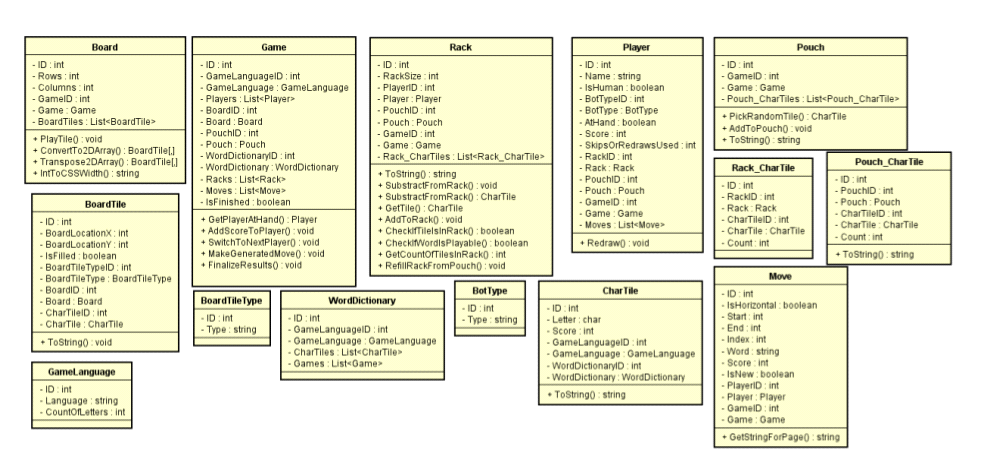 Board
- ID : int
- Rows : int
- Columns : int
- GameID : int
- Game : Game
- BoardTiles : List<BoardTile>
+ PlayTile() : void
+ ConvertTo2DArray() : BoardTile[,]
+ Transpose2DArray() : BoardTile[,]
+ IntToCSSWidth() : string
Game
- ID : int
- GameLanguageID : int
- GameLanguage : GameLanguage
- Players : List<Player>
- BoardID : int
- Board : Board
- PouchID : int
- Pouch : Pouch
- WordDictionaryID : int
- WordDictionary : WordDictionary
- Racks : List<Rack>
- Moves : List<Move>
- IsFinished : boolean
+ GetPlayerAtHand() : Player
+ AddScoreToPlayer() : void
+ SwitchToNextPlayer() : void
+ MakeGeneratedMove() : void
+ FinalizeResults() : void
Rack
- ID : int
- RackSize : int
- PlayerID : int
- Player : Player
- PouchID : int
- Pouch : Pouch
- GameID : int
- Game : Game
- Rack_CharTiles : List<Rack_CharTile>
+ ToString() : string
+ SubstractFromRack() : void
+ SubstractFromRack() : CharTile
+ GetTile() : CharTile
+ AddToRack() : void
+ CheckIfTileIsInRack() : boolean
+ CheckIfWordIsPlayable() : boolean
+ GetCountOfTilesInRack() : int
+ RefillRackFromPouch() : void
Player
- ID : int
- Name : string
- IsHuman : boolean
- BotTypeID : int
- BotType : BotType
- AtHand : boolean
- Score : int
- SkipsOrRedrawsUsed : int
- RackID : int
- Rack : Rack
- PouchID : int
- Pouch : Pouch
- GameID : int
- Game : Game
- Moves : List<Move>
+ Redraw() : void
Pouch
- ID : int
- GameID : int
- Game : Game
- Pouch_CharTiles : List<Pouch_CharTile>
+ PickRandomTile() : CharTile
+ AddToPouch() : void
+ ToString() : string
Rack_CharTile
- ID : int
- RackID : int
- Rack : Rack
- CharTileID : int
- CharTile : CharTile
- Count : int
Pouch_CharTile
- ID : int
- PouchID : int
- Pouch : Pouch
- CharTileID : int
- CharTile : CharTile
- Count : int
+ ToString() : string
BoardTile
- ID : int
- BoardLocationX : int
- BoardLocationY : int
- IsFilled : boolean
- BoardTileTypeID : int
- BoardTileType : BoardTileType
- BoardID : int
- Board : Board
- CharTileID : int
- CharTile : CharTile
+ ToString() : void
BoardTileType
- ID : int
- Type : string
WordDictionary
- ID : int
- GameLanguageID : int
- GameLanguage : GameLanguage
- CharTiles : List<CharTile>
- Games : List<Game>
BotType
- ID : int
- Type : string
CharTile
- ID : int
- Letter : char
- Score : int
- GameLanguageID : int
- GameLanguage : GameLanguage
- WordDictionaryID : int
- WordDictionary : WordDictionary
+ ToString() : string
Move
- ID : int
- IsHorizontal : boolean
- Start : int
- End : int
- Index : int
- Word : string
- Score : int
- IsNew : boolean
- PlayerID : int
- Player : Player
- GameID : int
- Game : Game
+ GetStringForPage() : string
GameLanguage
- ID : int
- Language : string
- CountOfLetters : int